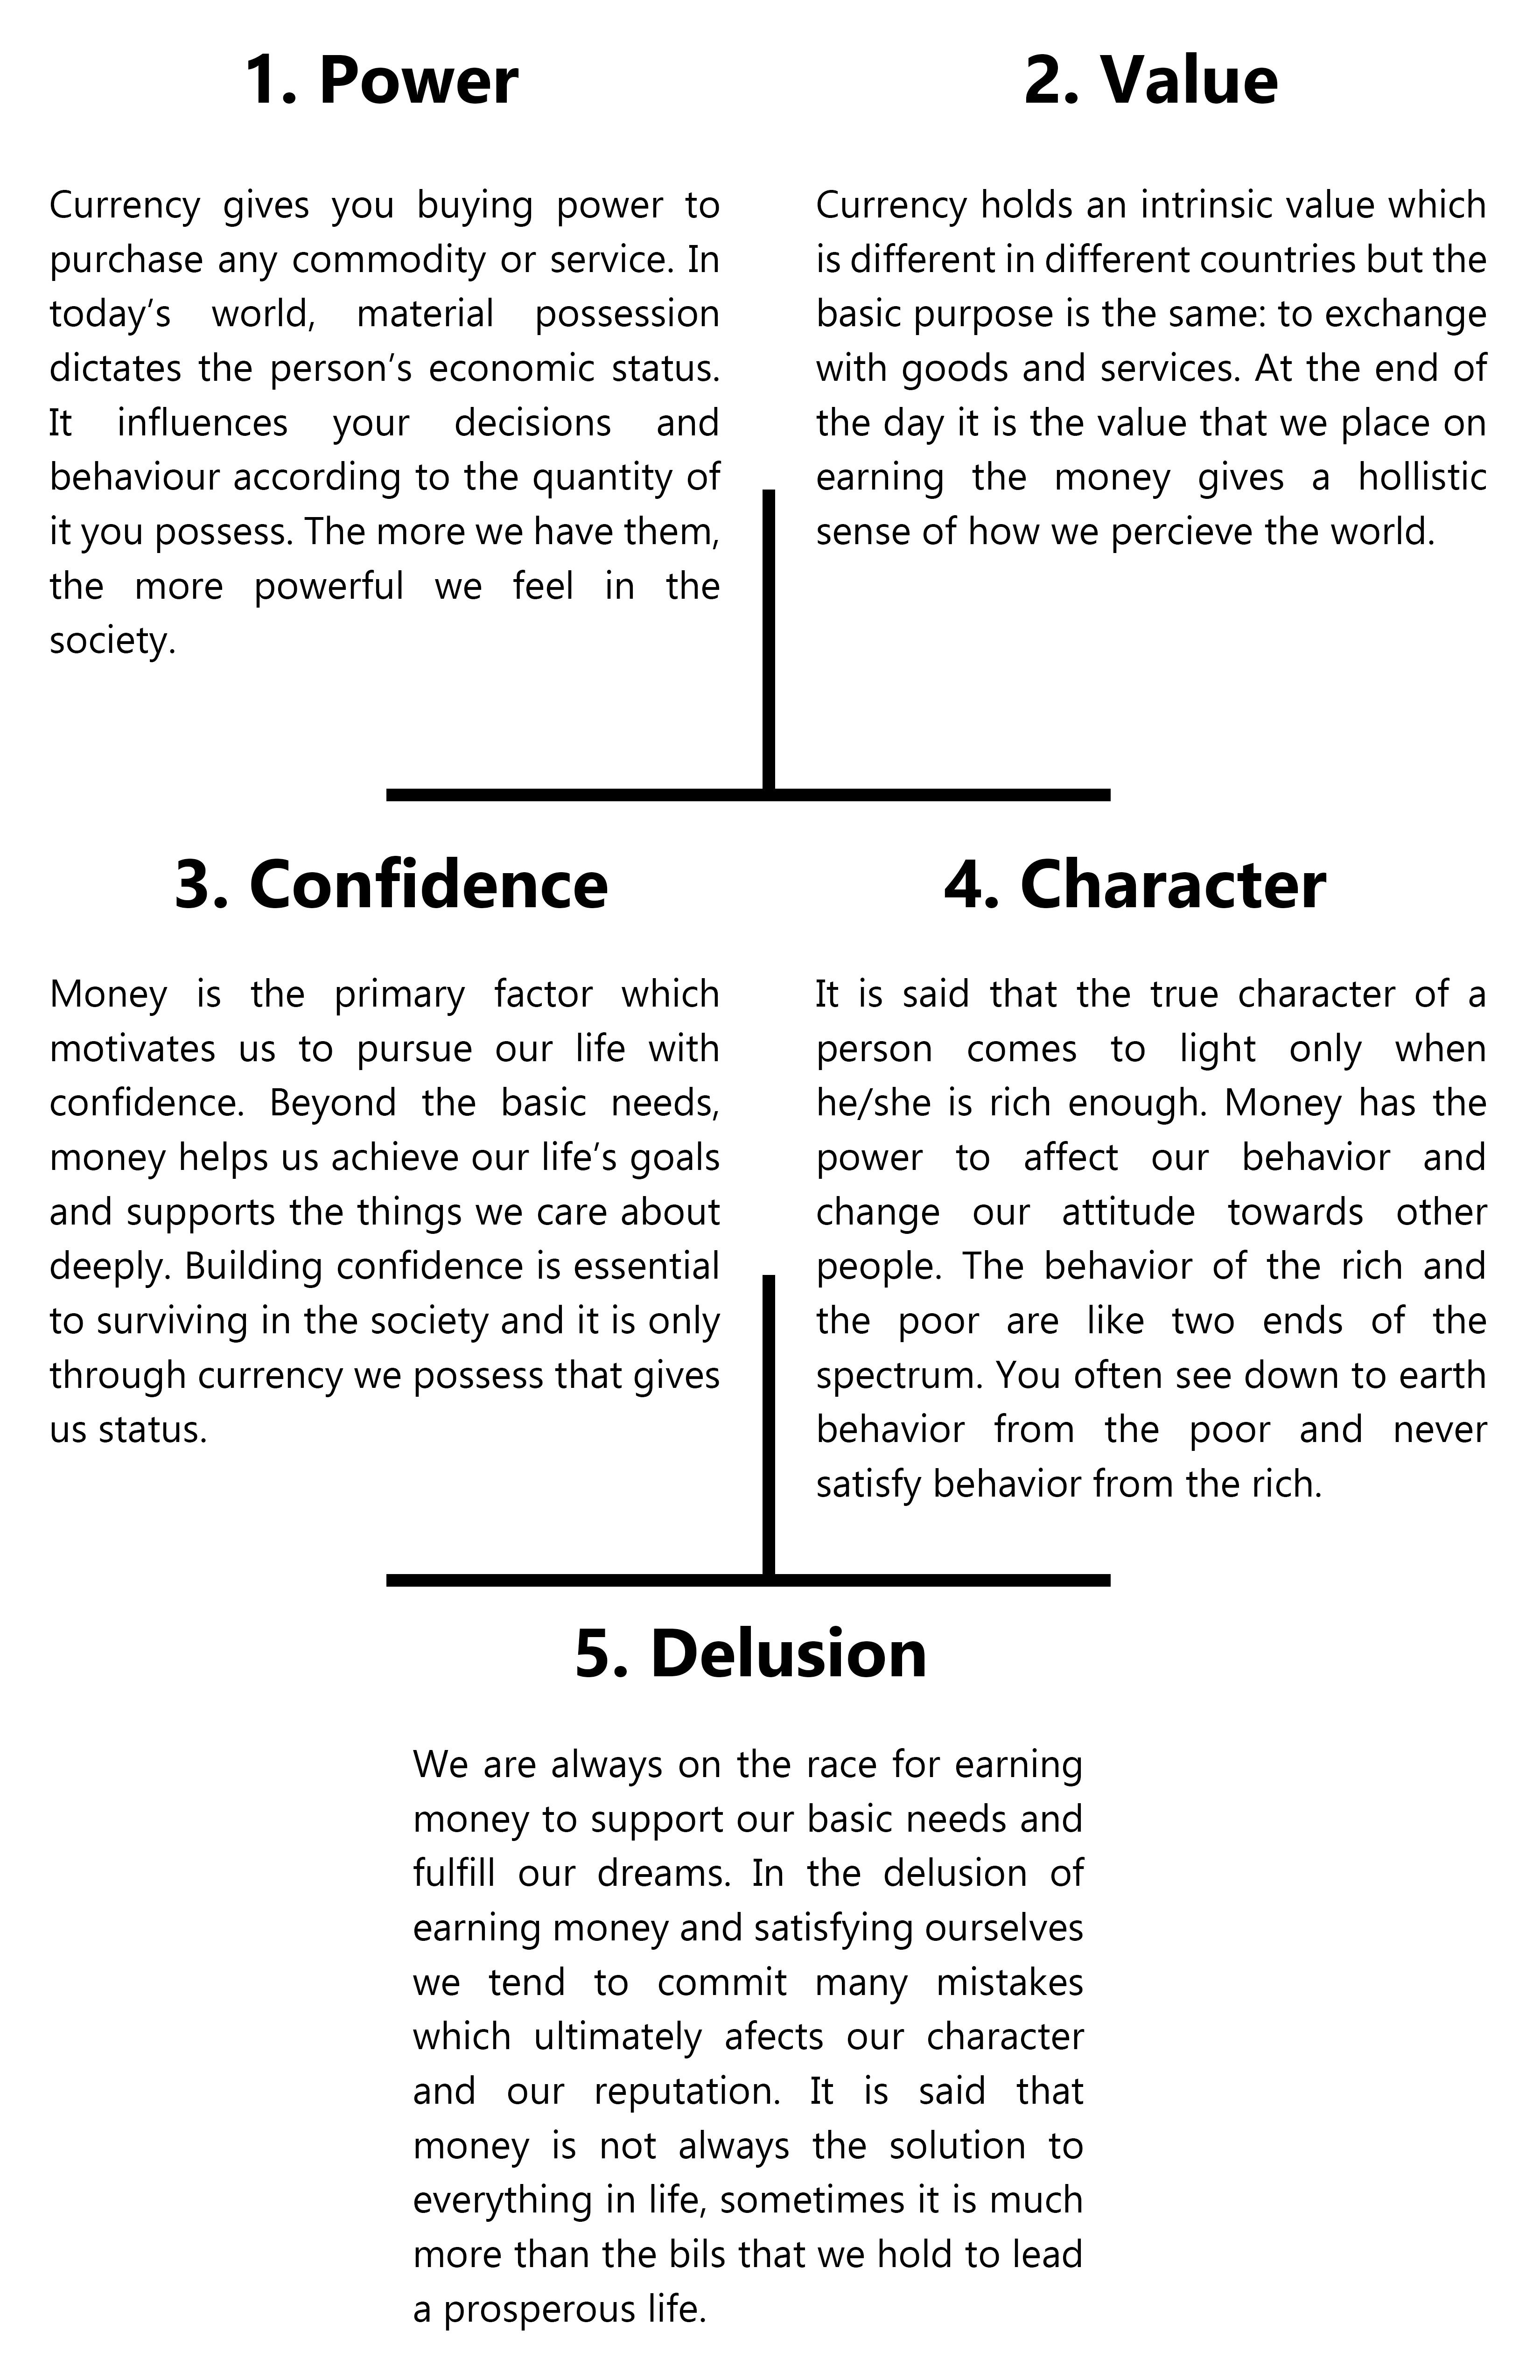 1. Power
Currency gives you buying power to
purchase any commodity or service. In
today's world, material possession
dictates the person's economic status.
It influences your decisions and
behaviour according to the quantity of
it you possess. The more we have them,
the more powerful we feel in the
society.
2. Value
Currency holds an intrinsic value which
is different in different countries but the
basic purpose is the same: to exchange
with goods and services. At the end of
the day it is the value that we place on
earning the money gives a hollistic
sense of how we percieve the world.
3. Confidence
Money is the primary factor which
motivates us to pursue our life with
confidence. Beyond the basic needs,
money helps us achieve our life's goals
and supports the things we care about
deeply. Building confidence is essential
to surviving in the society and it is only
through currency we possess that gives
us status.
4. Character
It is said that the true character of a
person comes to light only when
he/she is rich enough. Money has the
power to affect our behavior and
change our attitude towards other
people. The behavior of the rich and
the poor are like two ends of the
spectrum. You often see down to earth
behavior from the poor and never
satisfy behavior from the rich.
5. Delusion
We are always on the race for earning
money to support our basic needs and
fulfill our dreams. In the delusion of
earning money and satisfying ourselves
we tend to commit many mistakes
which ultimately afects our character
and our reputation. It is said that
money is not always the solution to
everything in life, sometimes it is much
more than the bils that we hold to lead
a prosperous life.